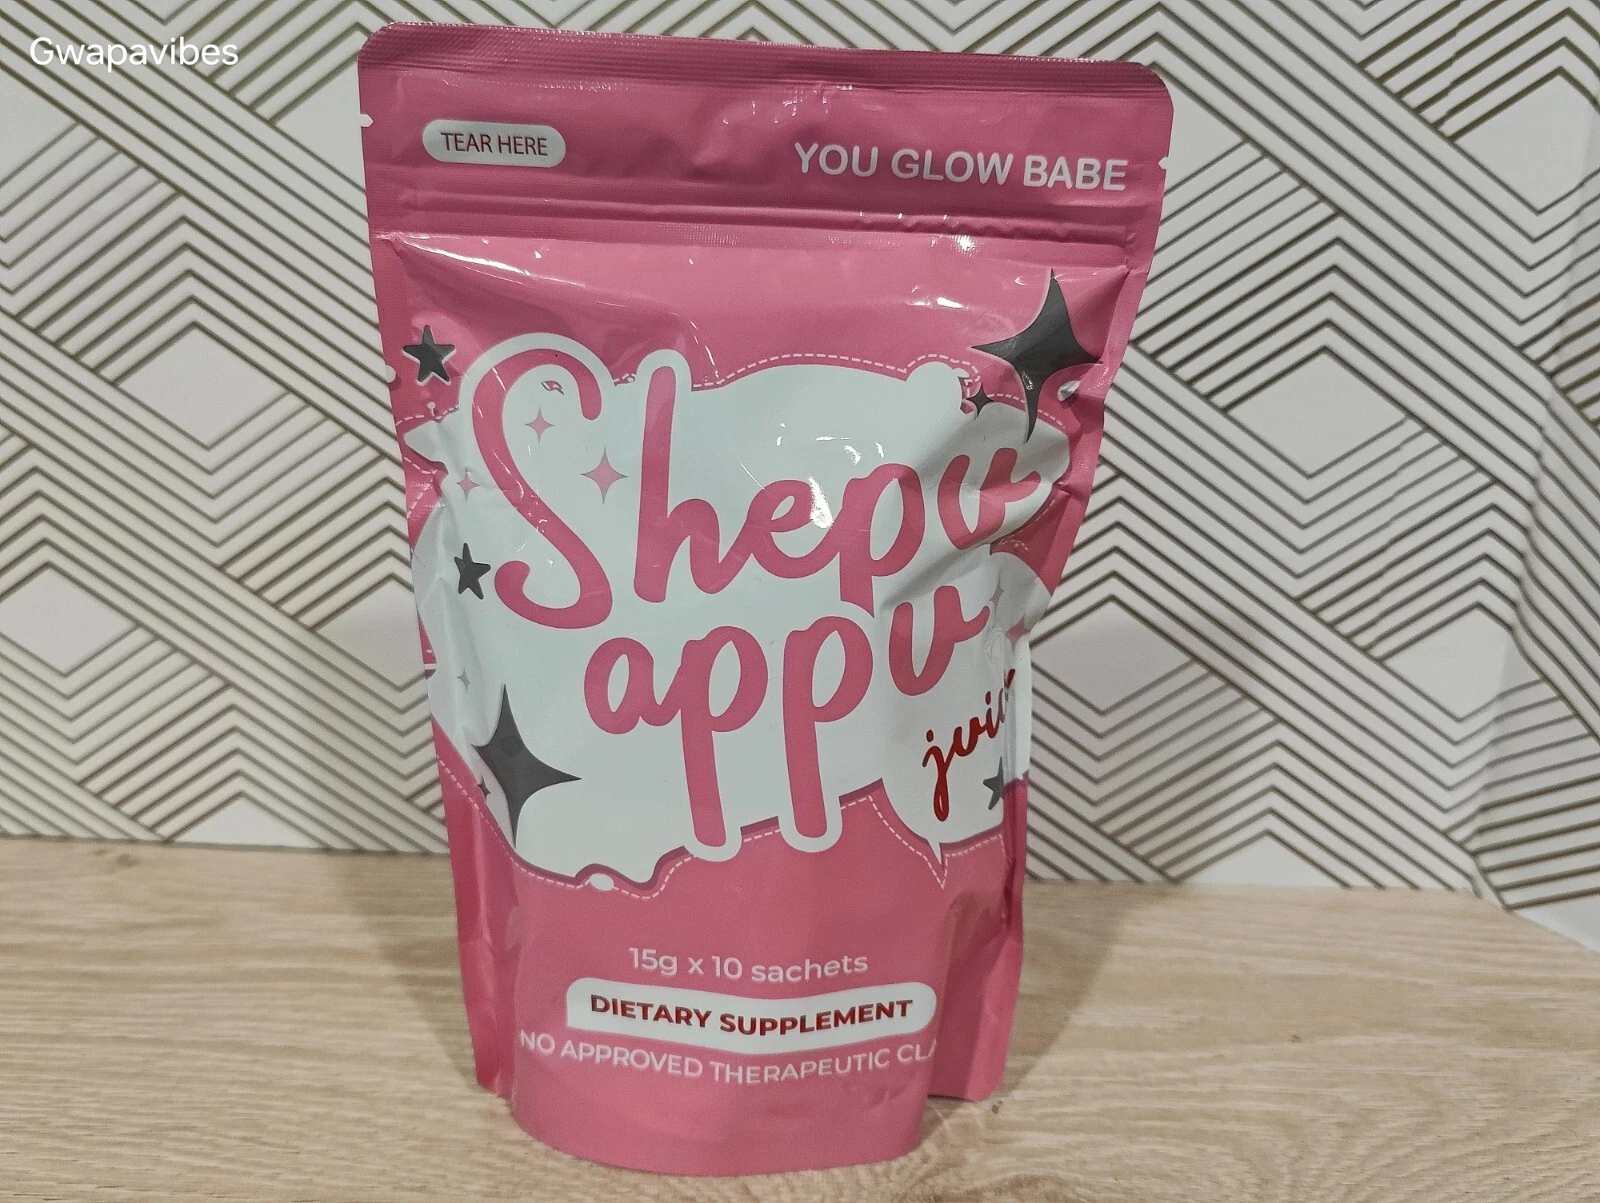 Gwapavibes
TEAR HERE
YOU GLOW BABE
Shepu
appu
15g x 10 sachets
DIETARY SUPPLEMENT
NO APPROVED THERAPEUTIC